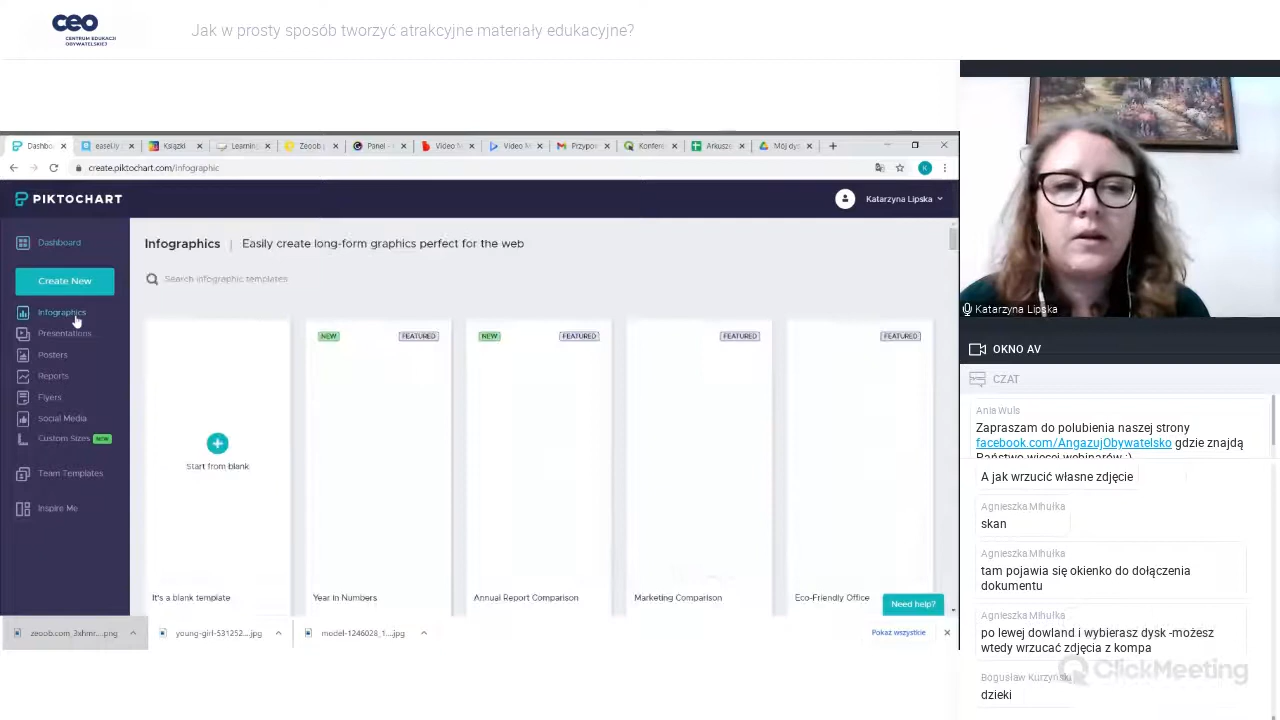 ceo
CENTRUM EDUKACJI
OBYWATELSKIEJ
Jak w prosty sposób tworzyć atrakcyjne materiały edukacyjne?
Dashbo
easel.ly
Książki
Learning
Zeoob
Panel -
Video M
Video M
Przypo
Konfere
Arkusze
Mój dys
create.piktochart.com/infographic
K
PIKTOCHART
Katarzyna Lipska
Dashboard
Create New
Infographics
Presentations
Posters
Reports
Flyers
Social Media
Custom Sizes NEW
Team Templates
Inspire Me
Infographics | Easily create long-form graphics perfect for the web
Search infographic templates
NEW FEATURED NEW FEATURED FEATURED FEATURED
Start from blank
It's a blank template
Year in Numbers
Annual Report Comparison
Marketing Comparison
Eco-Friendly Office
Need help?
zeoob.com_3xhmr....png
young-girl-531252...jpg
model-1246028_1...jpg
Pokaż wszystkie
Katarzyna Lipska
OKNO AV
CZAT
Ania Wuls
Zapraszam do polubienia naszej strony
facebook.com/AngazujObywatelsko gdzie znajdą
Państwo więcej webinarów :)
A jak wrzucić własne zdjęcie
Agnieszka Mihułka
skan
Agnieszka Mihułka
tam pojawia się okienko do dołączenia
dokumentu
Agnieszka Mihułka
po lewej dowland i wybierasz dysk -możesz
wtedy wrzucać zdjęcia z kompa
ClickMeeting
Bogusław Kurzyński
dzieki